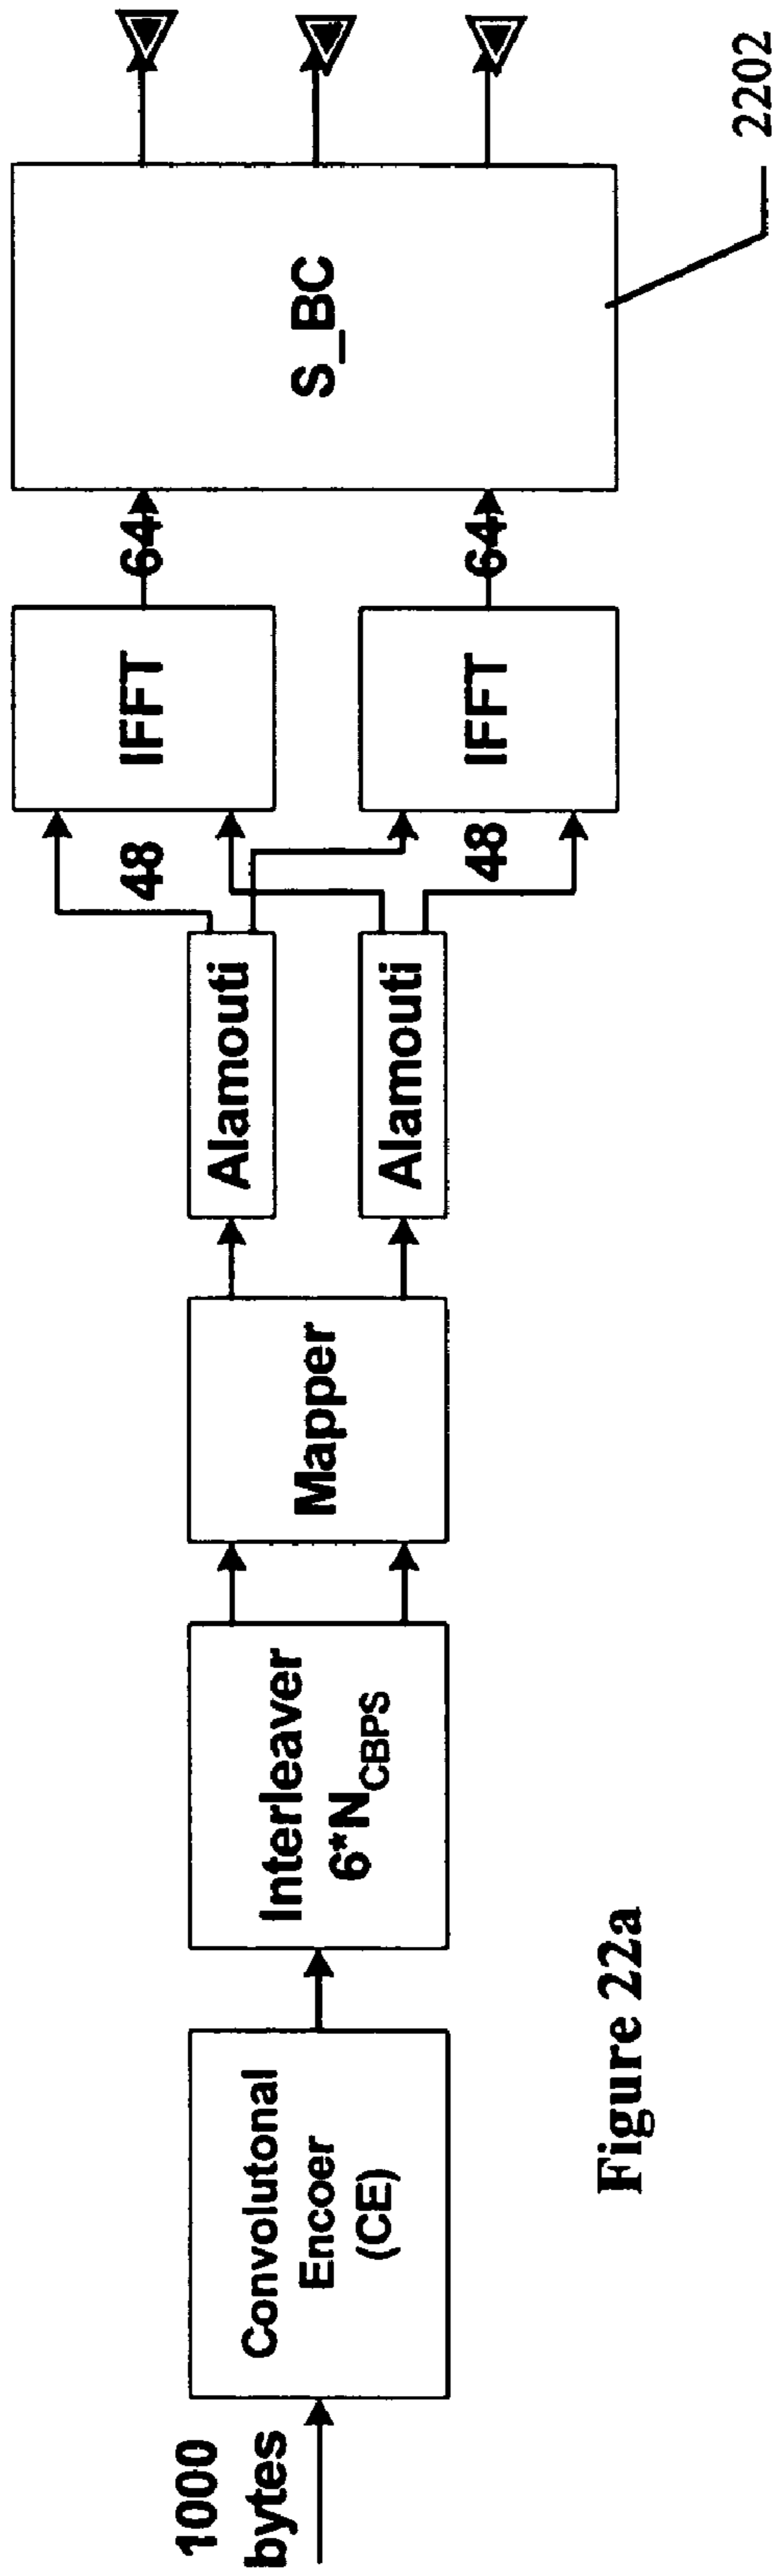 1000
bytes
Convolutonal
Encoer
(CE)
Interleaver
6*N_CBPS
Mapper
Alamouti
Alamouti
48
48
IFFT
IFFT
64
64
S_BC
2202
Figure 22a